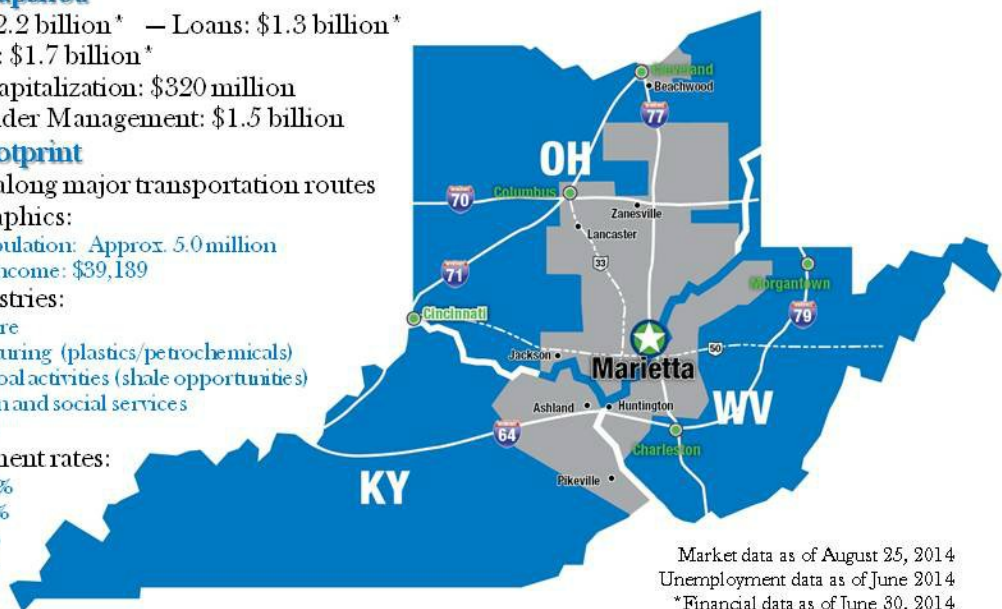 2.2 billion* – Loans: $1.3 billion*
: $1.7 billion*
apitalization: $320 million
der Management: $1.5 billion
otprint
along major transportation routes
aphics:
pulation: Approx. 5.0 million
ncome: $39,189
stries:
re
uring (plastics/petrochemicals)
oal activities (shale opportunities)
n and social services
ment rates:
%
%
Cleveland
Beachwood
77
OH
70
Columbus
Zanesville
Lancaster
33
71
Morgantown
79
Cincinnati
Jackson
50
Marietta
Ashland
Huntington
WV
64
Charleston
KY
Pikeville
Market data as of August 25, 2014
Unemployment data as of June 2014
*Financial data as of June 30, 2014